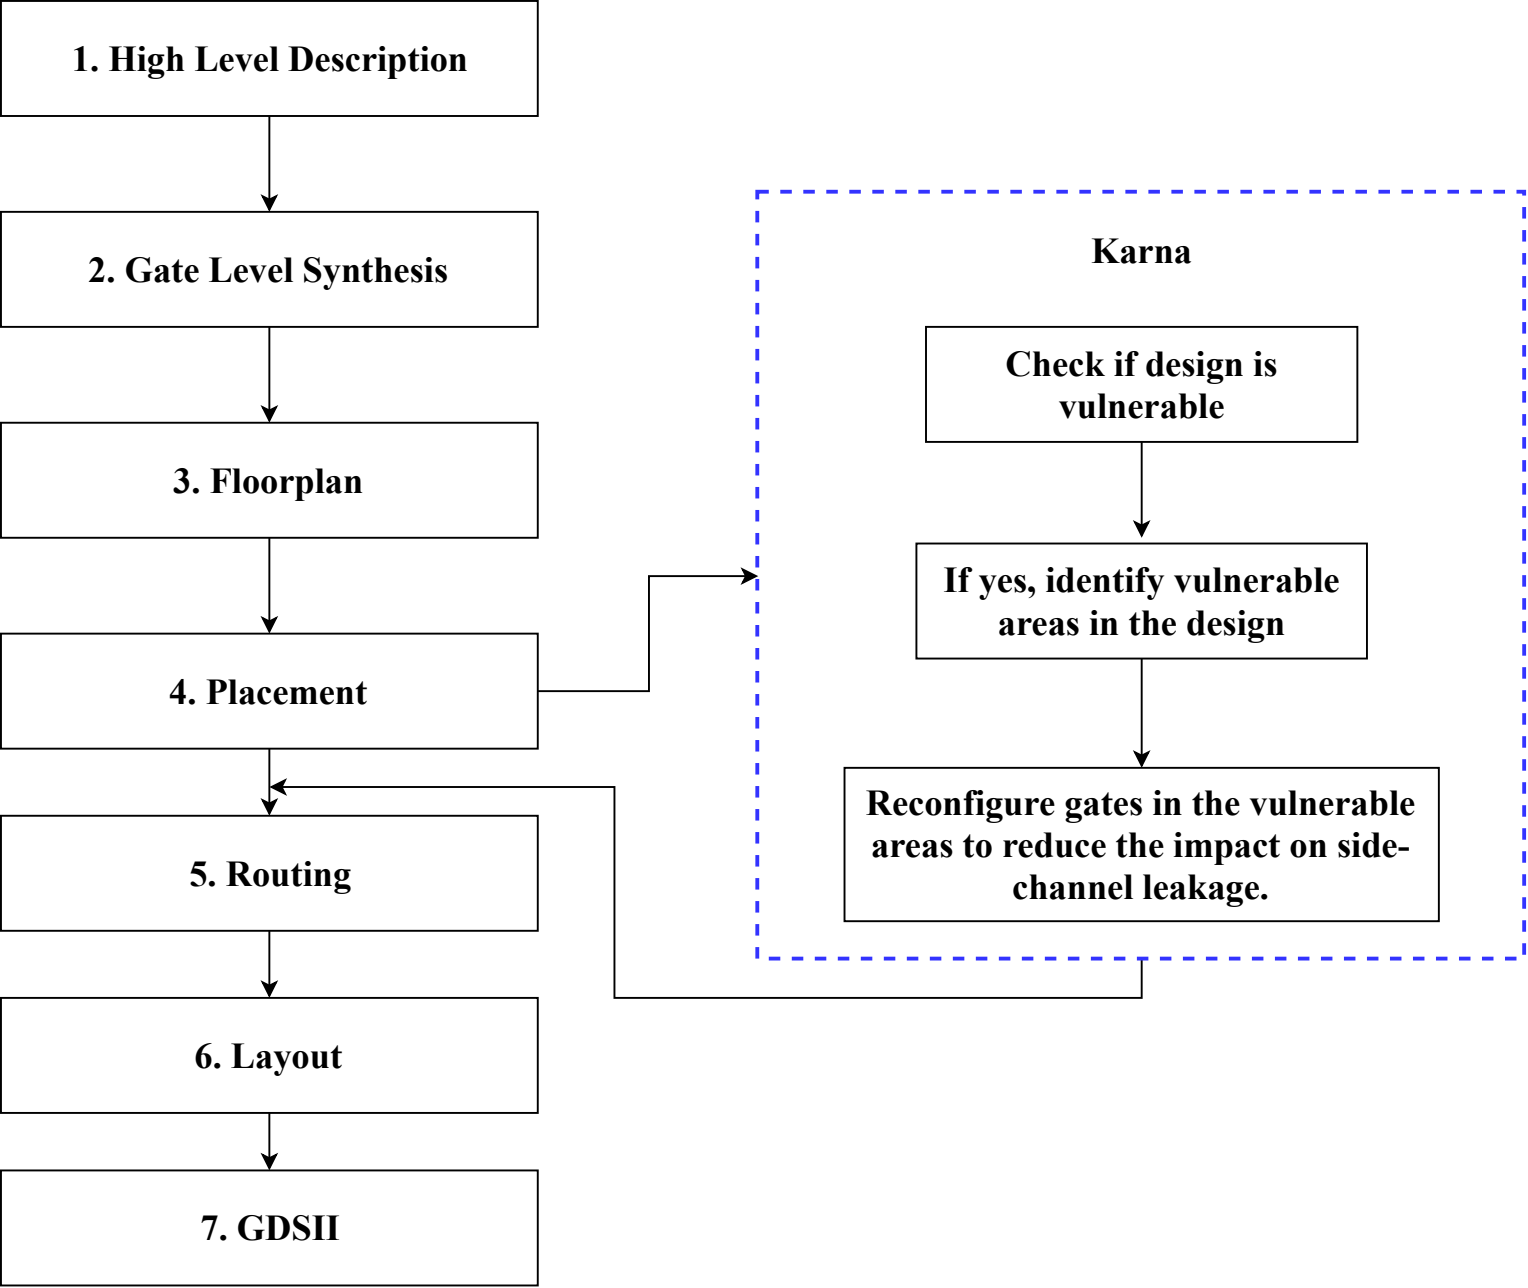 1. High Level Description
2. Gate Level Synthesis
3. Floorplan
4. Placement
5. Routing
6. Layout
7. GDSII
Karna
Check if design is
vulnerable
If yes, identify vulnerable
areas in the design
Reconfigure gates in the vulnerable
areas to reduce the impact on side-
channel leakage.